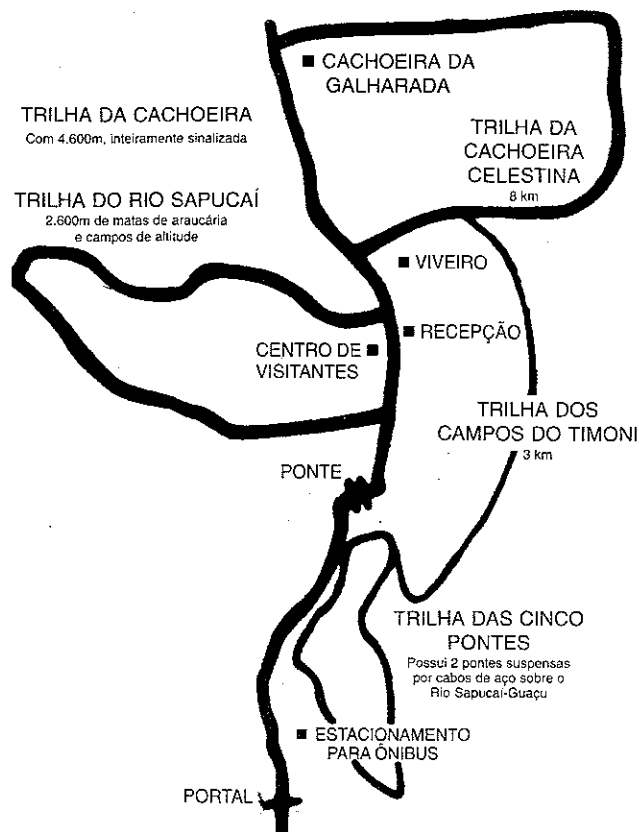 CACHOEIRA DA
GALHARADA
TRILHA DA CACHOEIRA
Com 4.600m, inteiramente sinalizada
TRILHA DA
CACHOEIRA
CELESTINA
8 km
TRILHA DO RIO SAPUCAÍ
2.600m de matas de araucária
e campos de altitude
VIVEIRO
RECEPÇÃO
CENTRO DE
VISITANTES
TRILHA DOS
CAMPOS DO TIMONI
3 km
PONTE
TRILHA DAS CINCO
PONTES
Possui 2 pontes suspensas
por cabos de aço sobre o
Rio Sapucaí-Guaçu
ESTACIONAMENTO
PARA ÔNIBUS
PORTAL